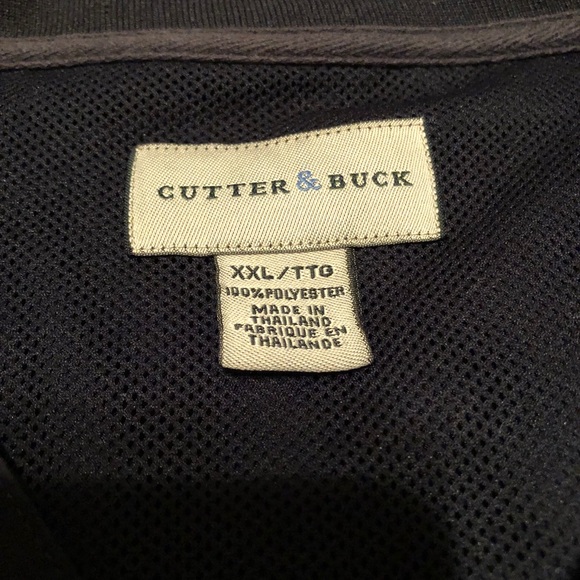 CUTTER & BUCK
XXL/TTG
100%POLYESTER
MADE IN
THAILAND
FABRIQUE EN
THAILANDE